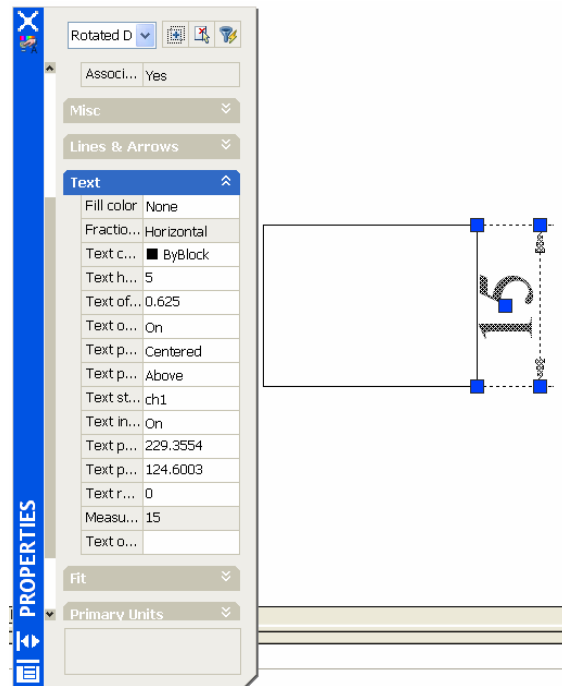 Rotated D
Associ... Yes
Misc
Lines & Arrows
Text
Fill color None
Fractio... Horizontal
Text c... ByBlock
Text h... 5
Text of... 0.625
Text o... On
Text p... Centered
Text p... Above
Text st... ch1
Text in... On
Text p... 229.3554
Text p... 124.6003
Text r... 0
Measu... 15
Text o...
Fit
Primary Units
PROPERTIES
15